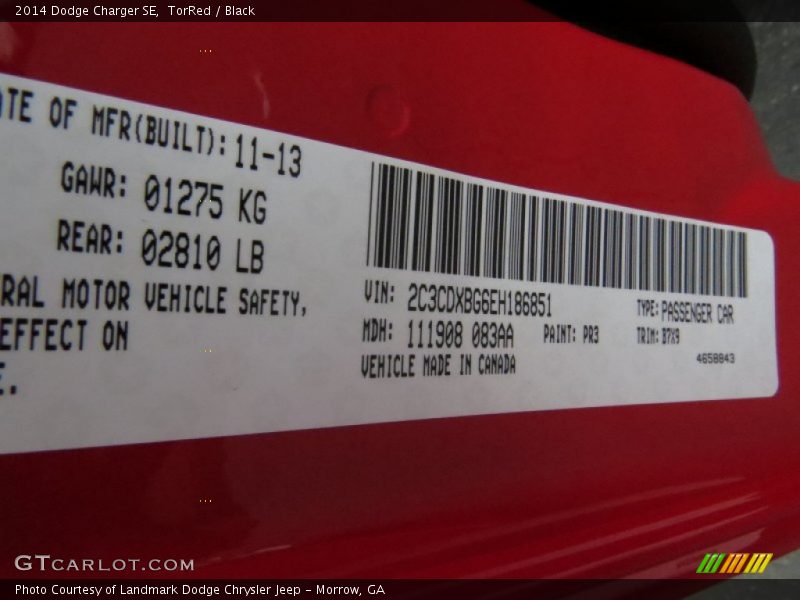 2014 Dodge Charger SE,  TorRed / Black
TE OF MFR(BUILT): 11-13
GAWR: 01275 KG
REAR: 02810 LB
RAL MOTOR VEHICLE SAFETY,
EFFECT ON
E.
VIN: 2C3CDXBG6EH186851
TYPE: PASSENGER CAR
MDH: 111908 083AA
PAINT: PR3
TRIM: B7X9
VEHICLE MADE IN CANADA
4658843
GTCARLOT.COM
Photo Courtesy of Landmark Dodge Chrysler Jeep – Morrow, GA